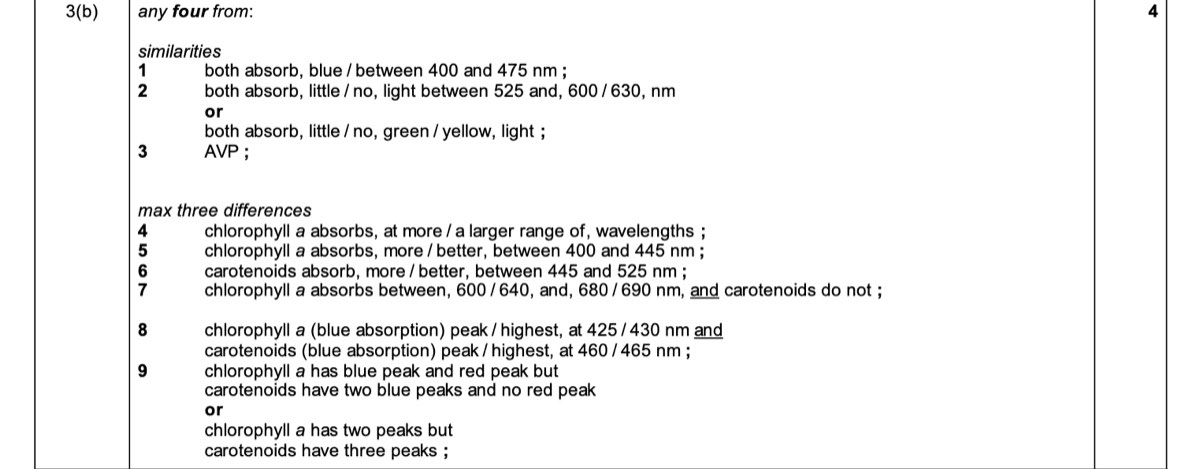 3(b) any four from: 4
similarities
1 both absorb, blue / between 400 and 475 nm ;
2 both absorb, little / no, light between 525 and, 600 / 630, nm
or
both absorb, little / no, green / yellow, light ;
3 AVP ;
max three differences
4 chlorophyll a absorbs, at more / a larger range of, wavelengths ;
5 chlorophyll a absorbs, more / better, between 400 and 445 nm ;
6 carotenoids absorb, more / better, between 445 and 525 nm ;
7 chlorophyll a absorbs between, 600 / 640, and, 680 / 690 nm, and carotenoids do not ;
8 chlorophyll a (blue absorption) peak / highest, at 425 / 430 nm and
carotenoids (blue absorption) peak / highest, at 460 / 465 nm ;
9 chlorophyll a has blue peak and red peak but
carotenoids have two blue peaks and no red peak
or
chlorophyll a has two peaks but
carotenoids have three peaks ;